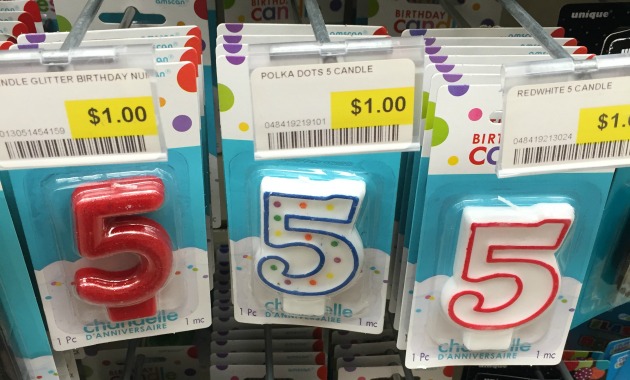 BIRTHDAY
can
amscan
unique
NDLE GLITTER BIRTHDAY NU
$1.00
013051454159
POLKA DOTS 5 CANDLE
$1.00
048419219101
REDWHITE 5 CANDLE
$1.0
048419213024
BIRT
ca
5
5
5
chandelle
D'ANNIVERSAIRE
1 Pc
1 mc
chandelle
D'ANNIVERSAIRE
1 Pc
1 mc
chandelle
D'ANNIVERSAIRE
1 Pc
1 mc